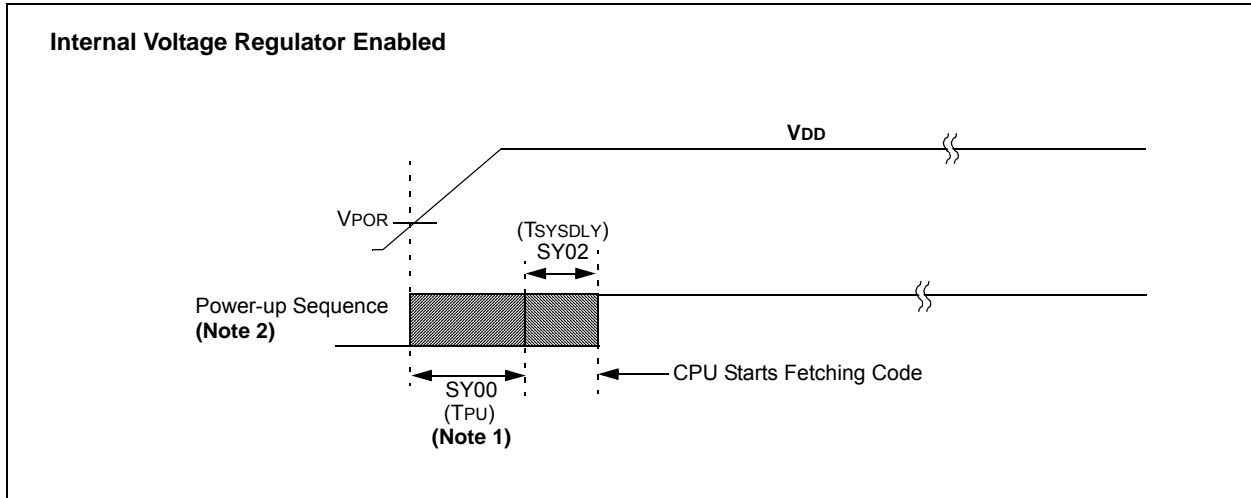 Internal Voltage Regulator Enabled
VDD
VPOR
(TSYSDLY)
SY02
Power-up Sequence
(Note 2)
CPU Starts Fetching Code
SY00
(TPU)
(Note 1)